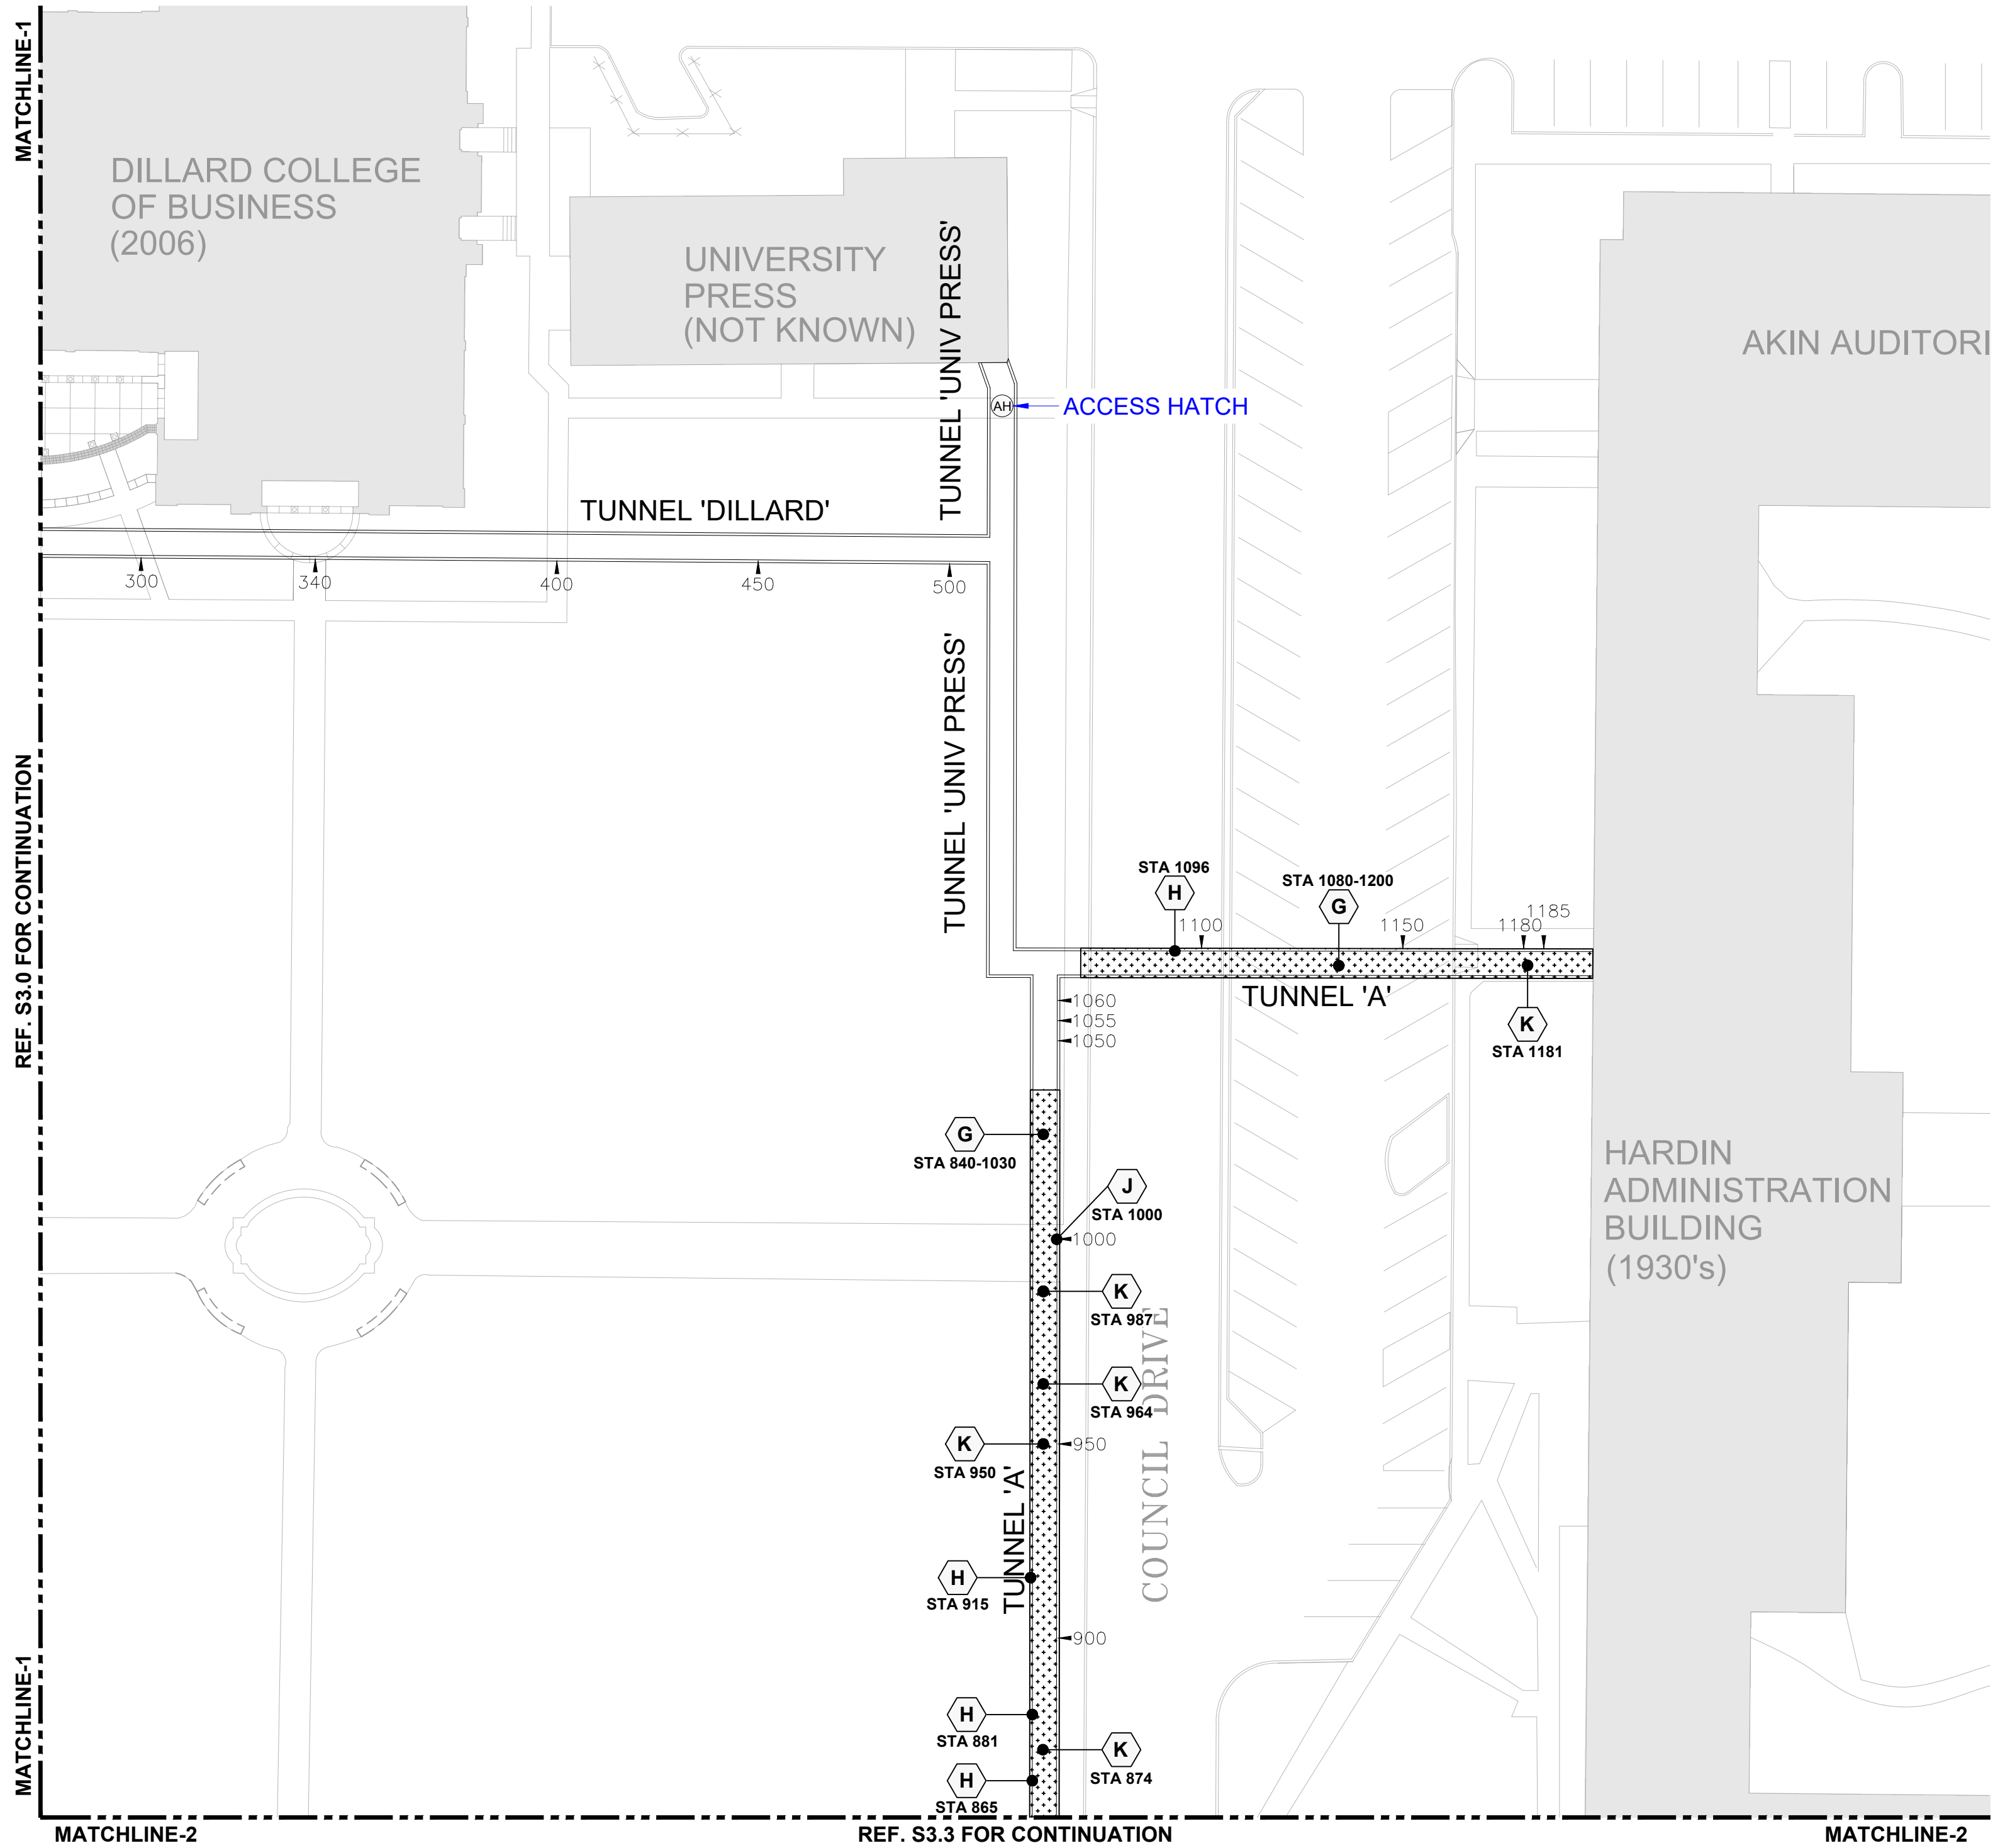 MATCHLINE-1
DILLARD COLLEGE
OF BUSINESS
(2006)
UNIVERSITY
PRESS
(NOT KNOWN)
TUNNEL 'UNIV PRESS'
AKIN AUDITORI
AH
ACCESS HATCH
TUNNEL 'DILLARD'
300
340
400
450
500
TUNNEL 'UNIV PRESS'
REF. S3.0 FOR CONTINUATION
STA 1096
H
STA 1080-1200
G
1100
1150
1180
1185
TUNNEL 'A'
K
STA 1181
1060
1055
1050
G
STA 840-1030
J
STA 1000
1000
HARDIN
ADMINISTRATION
BUILDING
(1930's)
K
STA 987
K
STA 964
COUNCIL DRIVE
K
STA 950
950
TUNNEL 'A'
H
STA 915
900
H
STA 881
K
STA 874
H
STA 865
MATCHLINE-1
MATCHLINE-2
REF. S3.3 FOR CONTINUATION
MATCHLINE-2